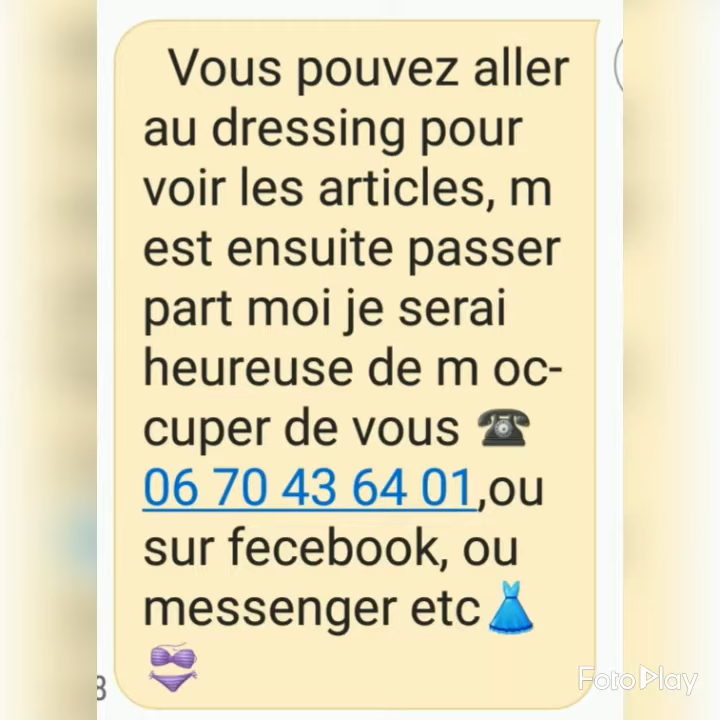 Vous pouvez aller
au dressing pour
voir les articles, m
est ensuite passer
part moi je serai
heureuse de m oc-
cuper de vous ☎
06 70 43 64 01,ou
sur fecebook, ou
messenger etc👗
👙
8
FotoPlay